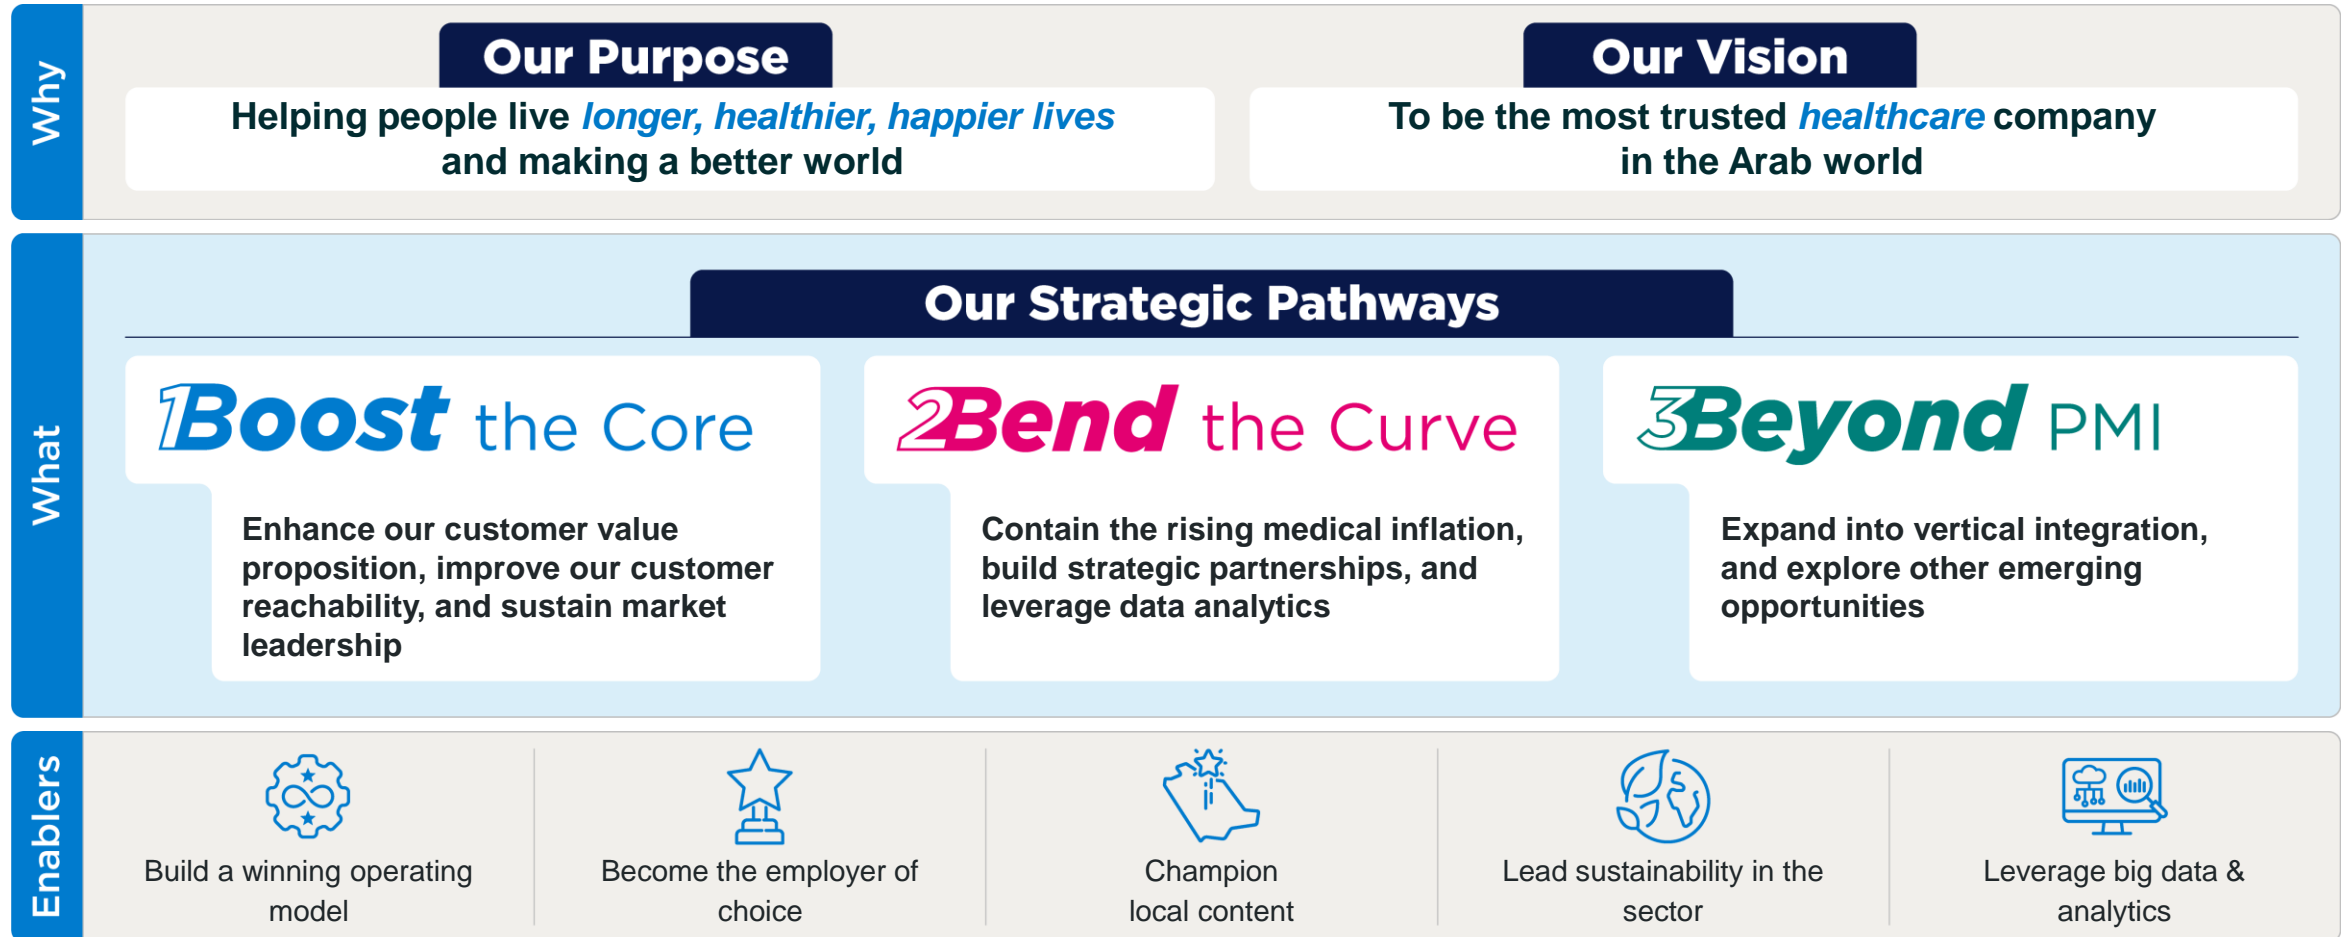 Why
Our Purpose
Helping people live longer, healthier, happier lives
and making a better world
Our Vision
To be the most trusted healthcare company
in the Arab world
What
Our Strategic Pathways
1Boost the Core
Enhance our customer value
proposition, improve our customer
reachability, and sustain market
leadership
2Bend the Curve
Contain the rising medical inflation,
build strategic partnerships, and
leverage data analytics
3Beyond PMI
Expand into vertical integration,
and explore other emerging
opportunities
Enablers
Build a winning operating
model
Become the employer of
choice
Champion
local content
Lead sustainability in the
sector
Leverage big data &
analytics